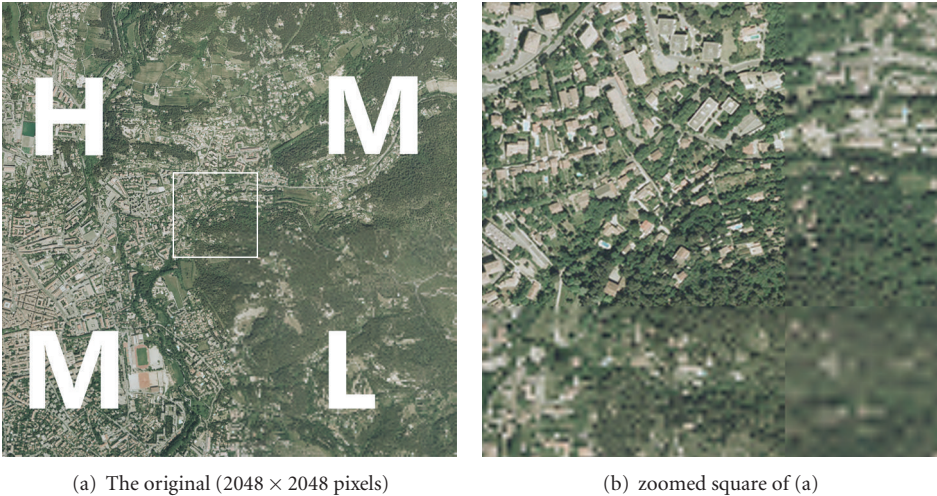 H M
M L
(a) The original (2048 × 2048 pixels)
(b) zoomed square of (a)